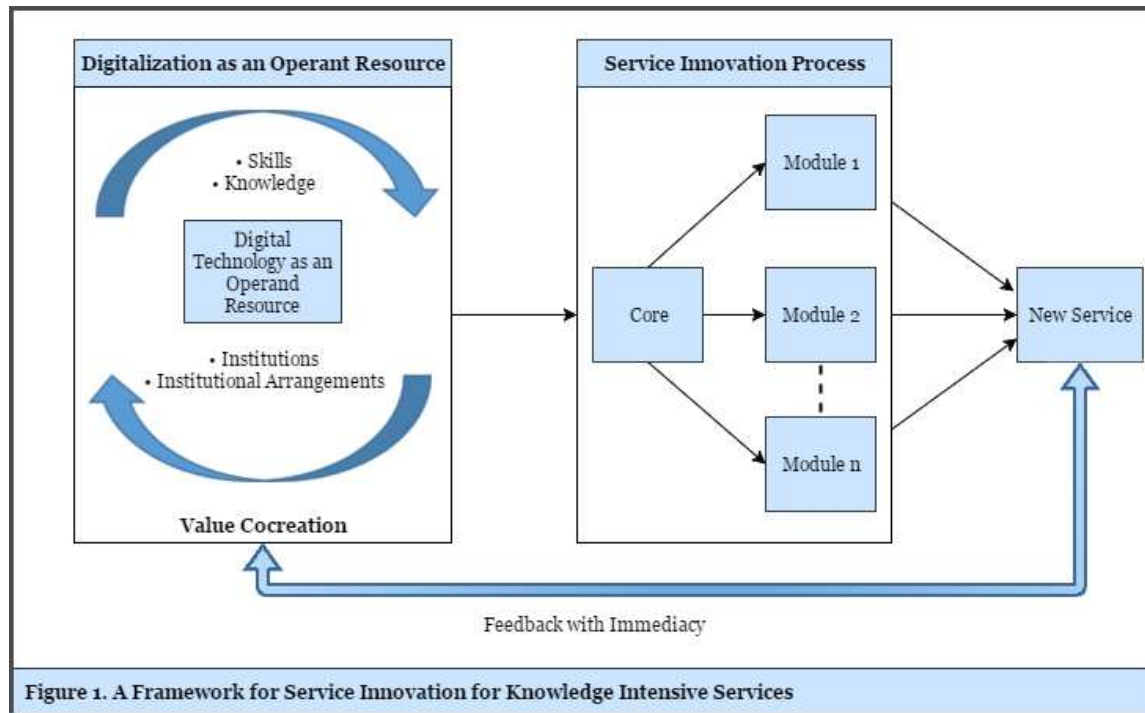 Digitalization as an Operant Resource
• Skills
• Knowledge
Digital
Technology as an
Operand
Resource
• Institutions
• Institutional Arrangements
Value Cocreation
Service Innovation Process
Core
Module 1
Module 2
Module n
New Service
Feedback with Immediacy
Figure 1. A Framework for Service Innovation for Knowledge Intensive Services